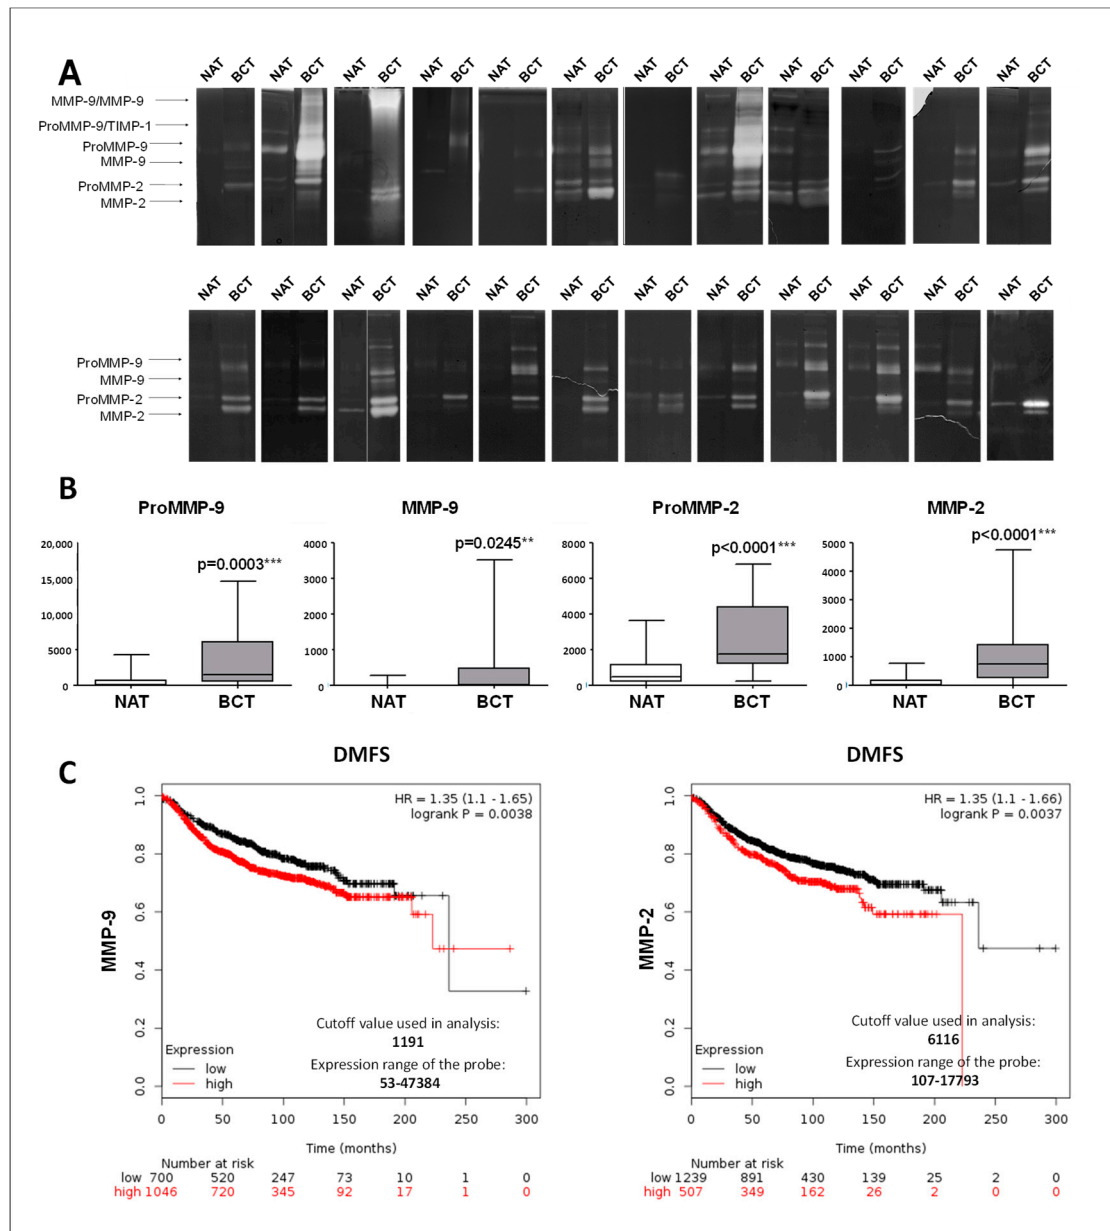 A
NAT BCT NAT BCT NAT BCT NAT BCT NAT BCT NAT BCT NAT BCT NAT BCT NAT BCT NAT BCT NAT BCT NAT BCT
MMP-9/MMP-9
ProMMP-9/TIMP-1
ProMMP-9
MMP-9
ProMMP-2
MMP-2
NAT BCT NAT BCT NAT BCT NAT BCT NAT BCT NAT BCT NAT BCT NAT BCT NAT BCT NAT BCT NAT BCT NAT BCT
ProMMP-9
MMP-9
ProMMP-2
MMP-2
B
ProMMP-9
20,000
15,000
10,000
5000
0
p=0.0003***
NAT BCT
MMP-9
4000
3000
2000
1000
0
p=0.0245**
NAT BCT
ProMMP-2
8000
6000
4000
2000
0
p<0.0001***
NAT BCT
MMP-2
5000
4000
3000
2000
1000
0
p<0.0001***
NAT BCT
C
DMFS
MMP-9
1.0
0.8
0.6
0.4
0.2
0.0
HR = 1.35 (1.1 - 1.65)
logrank P = 0.0038
Cutoff value used in analysis:
1191
Expression range of the probe:
53-47384
Expression
low
high
0 50 100 150 200 250 300
Time (months)
Number at risk
low 700 520 247 73 10 1 0
high 1046 720 345 92 17 1 0
DMFS
MMP-2
1.0
0.8
0.6
0.4
0.2
0.0
HR = 1.35 (1.1 - 1.66)
logrank P = 0.0037
Cutoff value used in analysis:
6116
Expression range of the probe:
107-17793
Expression
low
high
0 50 100 150 200 250 300
Time (months)
Number at risk
low 1239 891 430 139 25 2 0
high 507 349 162 26 2 0 0